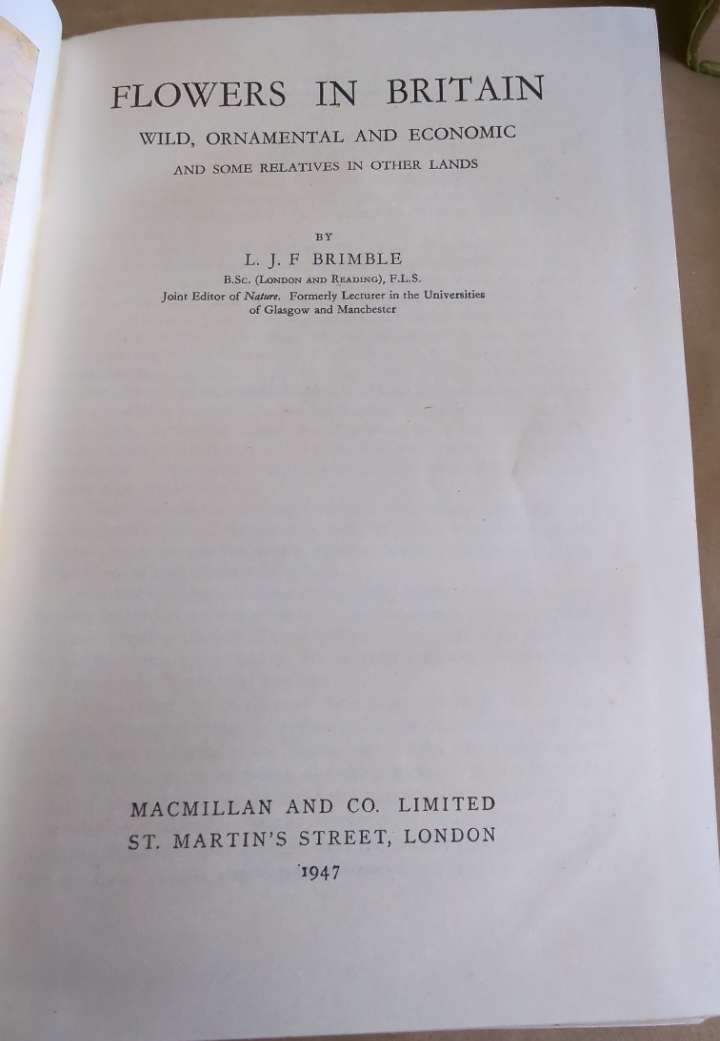 FLOWERS IN BRITAIN
WILD, ORNAMENTAL AND ECONOMIC
AND SOME RELATIVES IN OTHER LANDS
BY
L. J. F BRIMBLE
B.Sc. (London and Reading), F.L.S.
Joint Editor of Nature. Formerly Lecturer in the Universities
of Glasgow and Manchester
MACMILLAN AND CO. LIMITED
ST. MARTIN'S STREET, LONDON
1947